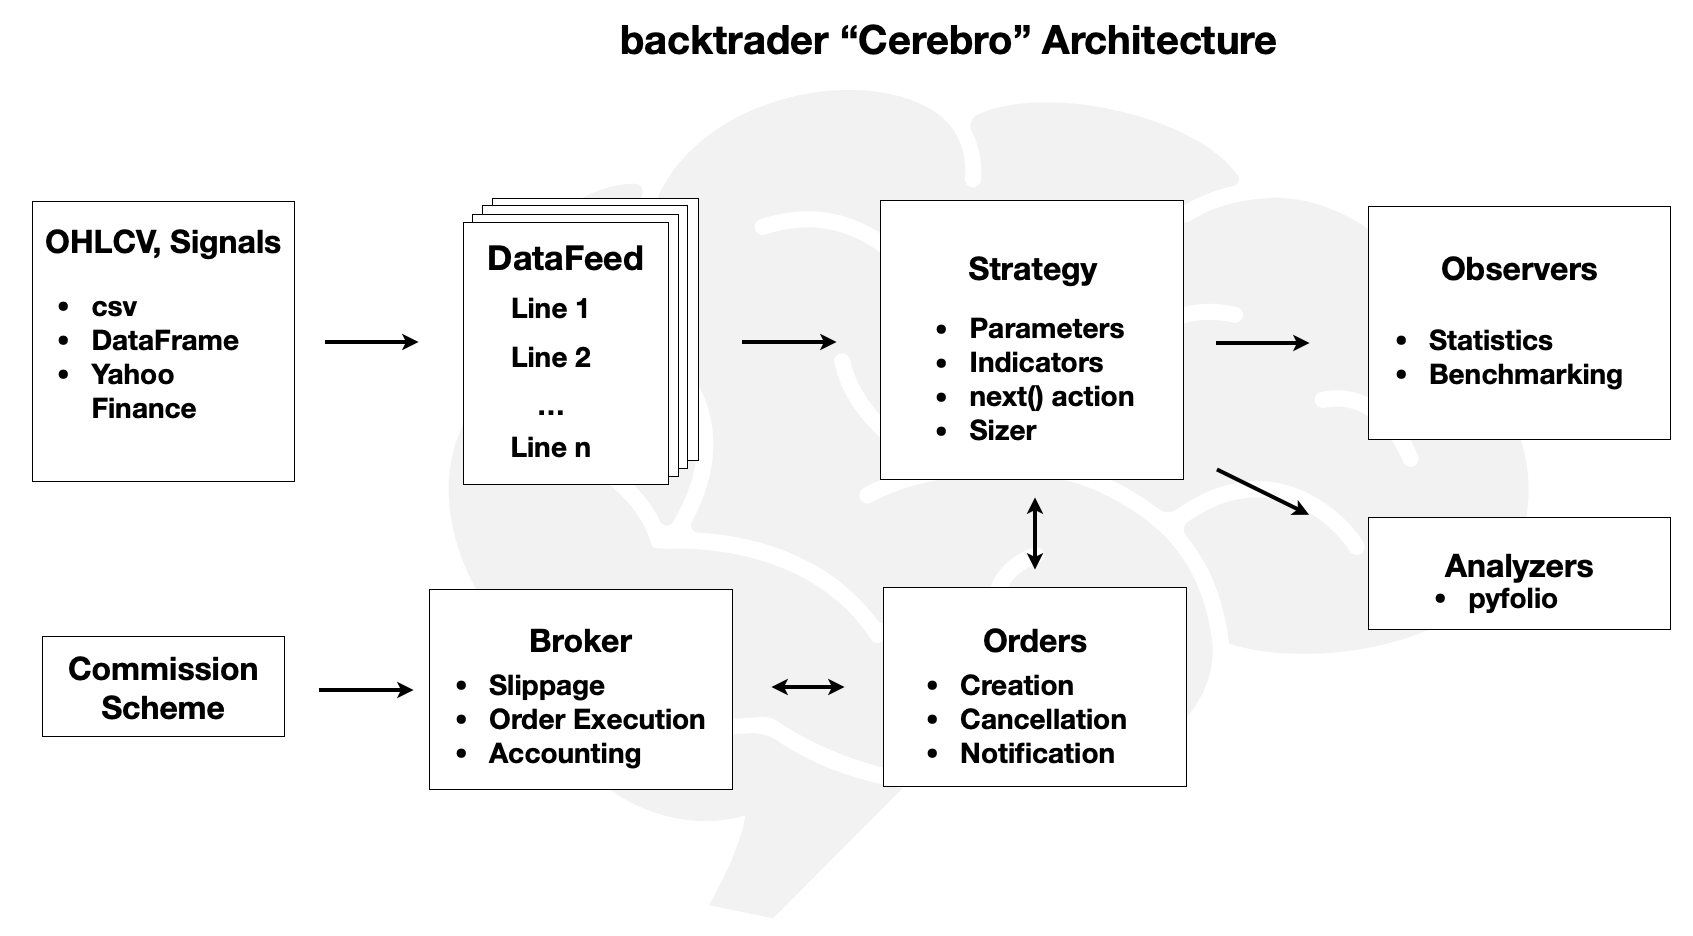 backtrader “Cerebro” Architecture
OHLCV, Signals
• csv
• DataFrame
• Yahoo
Finance
DataFeed
Line 1
Line 2
...
Line n
Strategy
• Parameters
• Indicators
• next() action
• Sizer
Observers
• Statistics
• Benchmarking
Analyzers
• pyfolio
Commission
Scheme
Broker
• Slippage
• Order Execution
• Accounting
Orders
• Creation
• Cancellation
• Notification